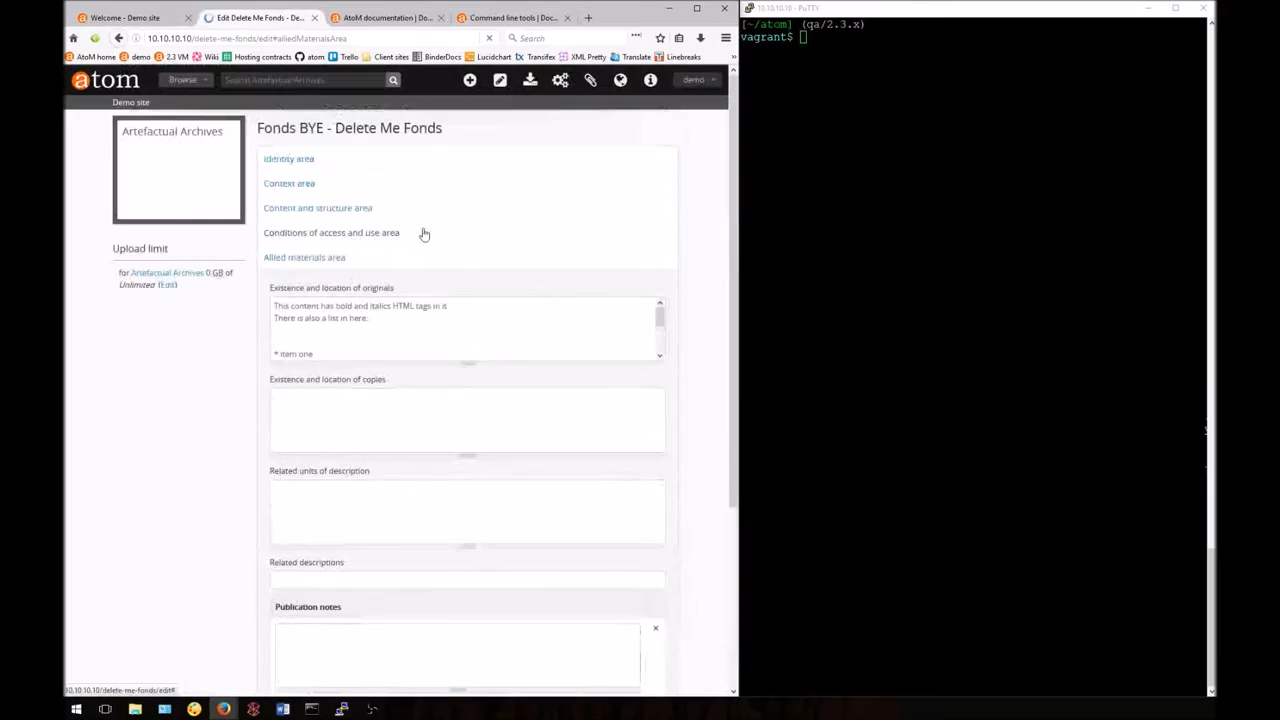 Welcome - Demo site
Edit Delete Me Fonds - De...
AtoM documentation | Do...
Command line tools | Doc...
10.10.10.10/delete-me-fonds/edit#alliedMaterialsArea
Search
AtoM home
demo
2.3 VM
Wiki
Hosting contracts
atom
Trello
Client sites
BinderDocs
Lucidchart
Transifex
XML Pretty
Translate
Linebreaks
atom
Browse
Search ArtefactualArchives
demo
Demo site
Artefactual Archives
Upload limit
for Artefactual Archives 0 GB of
Unlimited (Edit)
Fonds BYE - Delete Me Fonds
Identity area
Context area
Content and structure area
Conditions of access and use area
Allied materials area
Existence and location of originals
This content has bold and italics HTML tags in it
There is also a list in here:
* item one
Existence and location of copies
Related units of description
Related descriptions
Publication notes
10.10.10.10/delete-me-fonds/edit#
10.10.10.10 - PuTTY
[~/atom] (qa/2.3.x)
vagrant$